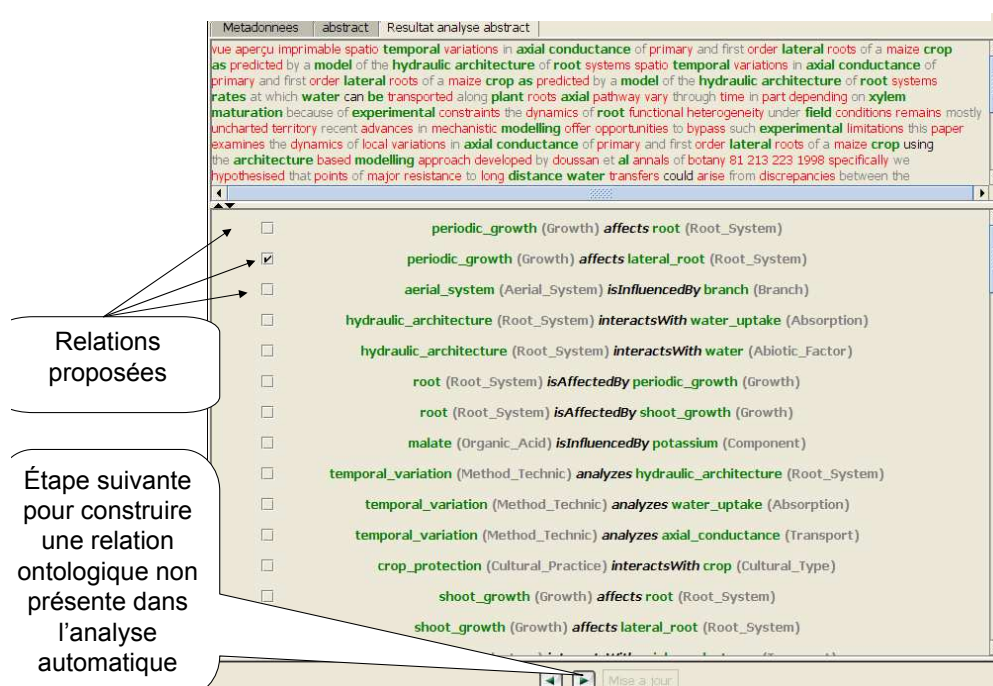 Metadonnees abstract Resultat analyse abstract
vue aperçu imprimable spatio temporal variations in axial conductance of primary and first order lateral roots of a maize crop
as predicted by a model of the hydraulic architecture of root systems spatio temporal variations in axial conductance of
primary and first order lateral roots of a maize crop as predicted by a model of the hydraulic architecture of root systems
rates at which water can be transported along plant roots axial pathway vary through time in part depending on xylem
maturation because of experimental constraints the dynamics of root functional heterogeneity under field conditions remains mostly
uncharted territory recent advances in mechanistic modelling offer opportunities to bypass such experimental limitations this paper
examines the dynamics of local variations in axial conductance of primary and first order lateral roots of a maize crop using
the architecture based modelling approach developed by doussan et al annals of botany 81 213 223 1998 specifically we
hypothesised that points of major resistance to long distance water transfers could arise from discrepancies between the
periodic_growth (Growth) affects root (Root_System)
periodic_growth (Growth) affects lateral_root (Root_System)
aerial_system (Aerial_System) isInfluencedBy branch (Branch)
hydraulic_architecture (Root_System) interactsWith water_uptake (Absorption)
hydraulic_architecture (Root_System) interactsWith water (Abiotic_Factor)
root (Root_System) isAffectedBy periodic_growth (Growth)
root (Root_System) isAffectedBy shoot_growth (Growth)
malate (Organic_Acid) isInfluencedBy potassium (Component)
temporal_variation (Method_Technic) analyzes hydraulic_architecture (Root_System)
temporal_variation (Method_Technic) analyzes water_uptake (Absorption)
temporal_variation (Method_Technic) analyzes axial_conductance (Transport)
crop_protection (Cultural_Practice) interactsWith crop (Cultural_Type)
shoot_growth (Growth) affects root (Root_System)
shoot_growth (Growth) affects lateral_root (Root_System)
Relations
proposées
Étape suivante
pour construire
une relation
ontologique non
présente dans
l'analyse
automatique
Mise a jour